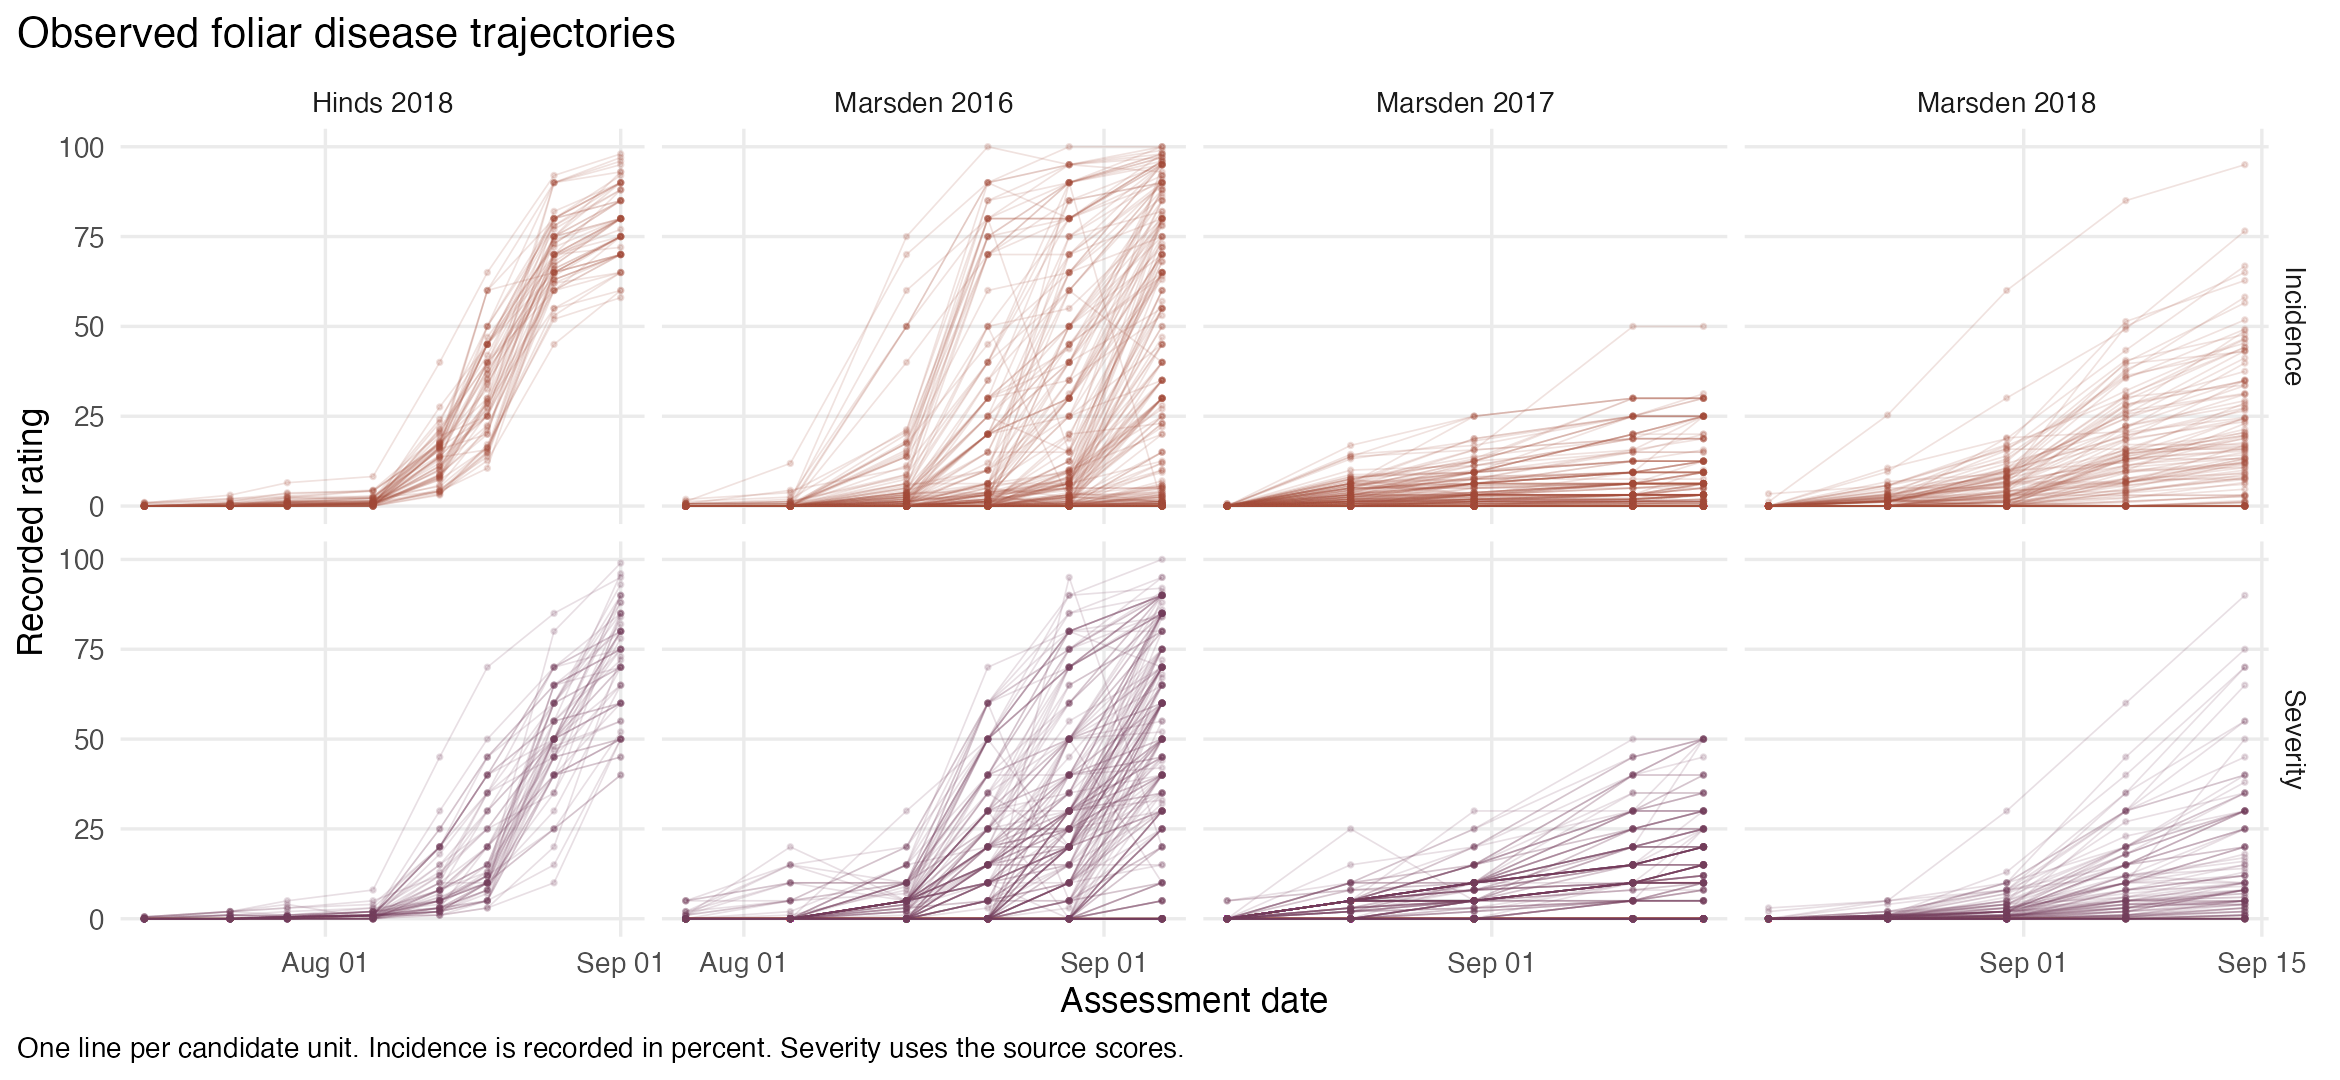 Observed foliar disease trajectories
Hinds 2018
Marsden 2016
Marsden 2017
Marsden 2018
Recorded rating
100
75
50
25
0
Incidence
100
75
50
25
0
Severity
Aug 01
Sep 01
Aug 01
Sep 01
Sep 01
Sep 01
Sep 15
Assessment date
One line per candidate unit. Incidence is recorded in percent. Severity uses the source scores.